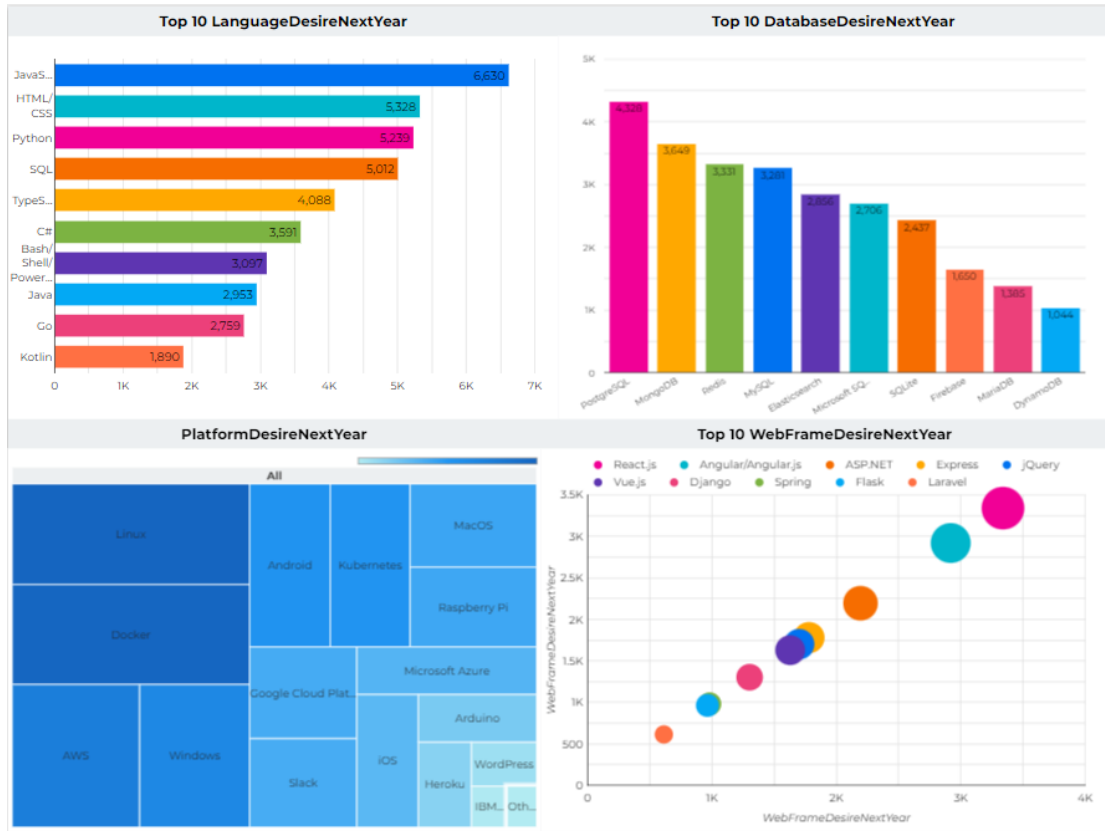 Top 10 LanguageDesireNextYear
JavaS...
HTML/
CSS
Python
SQL
TypeS...
C#
Bash/
Shell/
Power...
Java
Go
Kotlin
6,630
5,328
5,239
5,012
4,088
3,591
3,097
2,953
2,759
1,890
0 1K 2K 3K 4K 5K 6K 7K
Top 10 DatabaseDesireNextYear
5K
4K
3K
2K
1K
0
3,649
3,331
3,281
2,856
2,706
2,437
1,650
1,385
1,044
PostgreSQL
MongoDB
Redis
MySQL
Elasticsearch
Microsoft SQ...
SQLite
Firebase
MariaDB
DynamoDB
PlatformDesireNextYear
All
Linux
Docker
AWS
Windows
Android
Kubernetes
MacOS
Raspberry Pi
Google Cloud Plat...
Slack
Microsoft Azure
iOS
Arduino
Heroku
WordPress
IBM...
Oth...
Top 10 WebFrameDesireNextYear
React.js Angular/Angular.js ASP.NET Express jQuery
Vue.js Django Spring Flask Laravel
3.5K
3K
2.5K
2K
1.5K
1K
500
0
WebFrameDesireNextYear
0 1K 2K 3K 4K
WebFrameDesireNextYear